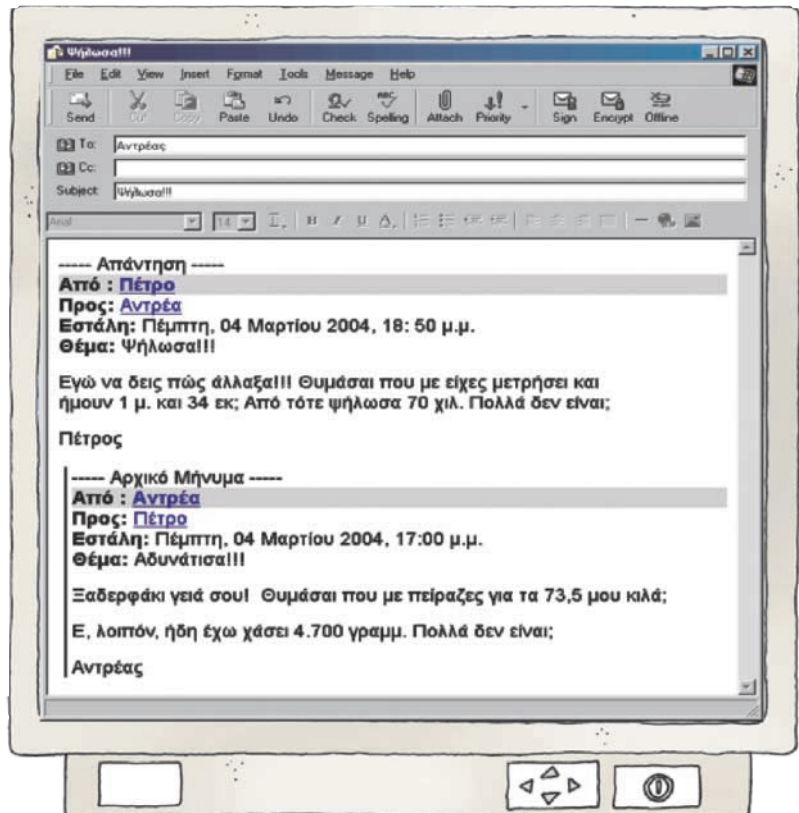 Ψήλωσα!!!
File Edit View Insert Format Tools Message Help
Send Cut Copy Paste Undo Check Spelling Attach Priority Sign Encrypt Offline
To: Αντρέας
Cc:
Subject: Ψήλωσα!!!
Arial 14
----- Απάντηση -----
Από : Πέτρο
Προς: Αντρέα
Εστάλη: Πέμπτη, 04 Μαρτίου 2004, 18: 50 μ.μ.
Θέμα: Ψήλωσα!!!
Εγώ να δεις πώς άλλαξα!!! Θυμάσαι που με είχες μετρήσει και
ήμουν 1 μ. και 34 εκ; Από τότε ψήλωσα 70 χιλ. Πολλά δεν είναι;
Πέτρος
----- Αρχικό Μήνυμα -----
Από : Αντρέα
Προς: Πέτρο
Εστάλη: Πέμπτη, 04 Μαρτίου 2004, 17:00 μ.μ.
Θέμα: Αδυνάτισα!!!
Ξαδερφάκι γειά σου! Θυμάσαι που με πείραζες για τα 73,5 μου κιλά;
Ε, λοιπόν, ήδη έχω χάσει 4.700 γραμμ. Πολλά δεν είναι;
Αντρέας